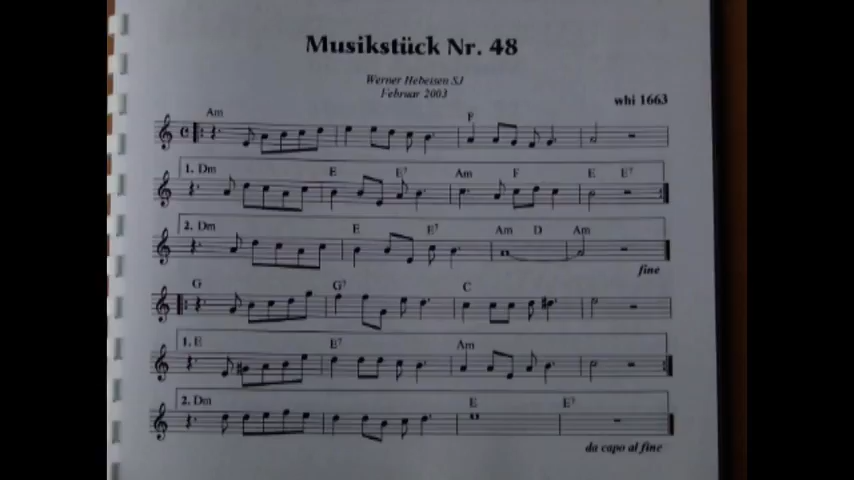 Musikstück Nr. 48
Werner Hebeisen SJ
Februar 2003
whi 1663
Am F
1. Dm E E7 Am F E E7
2. Dm E E7 Am D Am
fine
G G7 C
1. E E7 Am
2. Dm E E7
da capo al fine